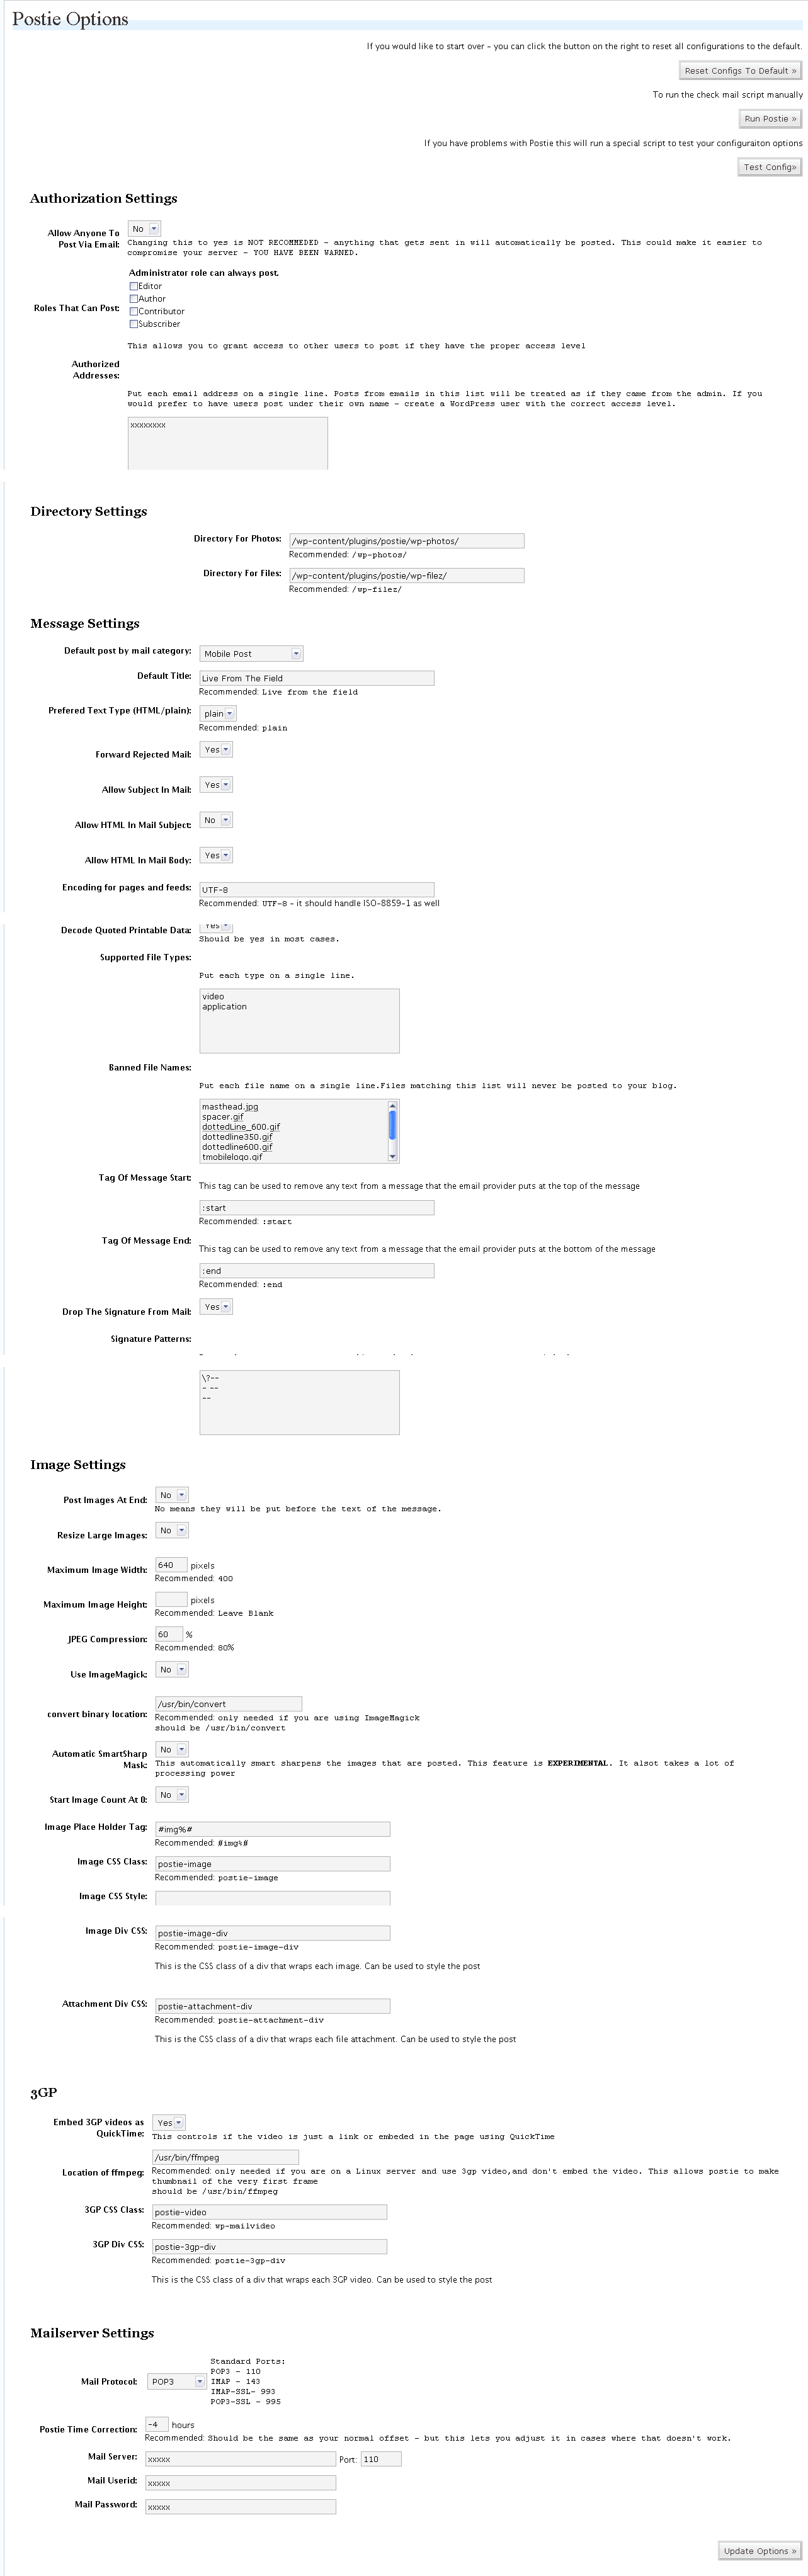 Postie Options
If you would like to start over - you can click the button on the right to reset all configurations to the default.
Reset Configs To Default »
To run the check mail script manually
Run Postie »
If you have problems with Postie this will run a special script to test your configuraiton options
Test Config»
Authorization Settings
Allow Anyone To
Post Via Email:
No
Changing this to yes is NOT RECOMMEDED - anything that gets sent in will automatically be posted. This could make it easier to
compromise your server - YOU HAVE BEEN WARNED.
Roles That Can Post:
Administrator role can always post.
Editor
Author
Contributor
Subscriber
This allows you to grant access to other users to post if they have the proper access level
Authorized
Addresses:
Put each email address on a single line. Posts from emails in this list will be treated as if they came from the admin. If you
would prefer to have users post under their own name - create a WordPress user with the correct access level.
xxxxxxxx
Directory Settings
Directory For Photos: /wp-content/plugins/postie/wp-photos/
Recommended: /wp-photos/
Directory For Files: /wp-content/plugins/postie/wp-filez/
Recommended: /wp-filez/
Message Settings
Default post by mail category: Mobile Post
Default Title: Live From The Field
Recommended: Live from the field
Prefered Text Type (HTML/plain): plain
Recommended: plain
Forward Rejected Mail: Yes
Allow Subject In Mail: Yes
Allow HTML In Mail Subject: No
Allow HTML In Mail Body: Yes
Encoding for pages and feeds: UTF-8
Recommended: UTF-8 - it should handle ISO-8859-1 as well
Decode Quoted Printable Data: Yes
Should be yes in most cases.
Supported File Types:
Put each type on a single line.
video
application
Banned File Names:
Put each file name on a single line.Files matching this list will never be posted to your blog.
masthead.jpg
spacer.gif
dottedLine_600.gif
dottedline350.gif
dottedline600.gif
tmobilelogo.gif
Tag Of Message Start:
This tag can be used to remove any text from a message that the email provider puts at the top of the message
:start
Recommended: :start
Tag Of Message End:
This tag can be used to remove any text from a message that the email provider puts at the bottom of the message
:end
Recommended: :end
Drop The Signature From Mail: Yes
Signature Patterns:
\?--
- --
--
Image Settings
Post Images At End: No
No means they will be put before the text of the message.
Resize Large Images: No
Maximum Image Width: 640 pixels
Recommended: 400
Maximum Image Height: pixels
Recommended: Leave Blank
JPEG Compression: 60 %
Recommended: 80%
Use ImageMagick: No
convert binary location: /usr/bin/convert
Recommended: only needed if you are using ImageMagick
should be /usr/bin/convert
Automatic SmartSharp
Mask:
No
This automatically smart sharpens the images that are posted. This feature is EXPERIMENTAL. It alsot takes a lot of
processing power
Start Image Count At 0: No
Image Place Holder Tag: #img%#
Recommended: #img%#
Image CSS Class: postie-image
Recommended: postie-image
Image CSS Style:
Image Div CSS: postie-image-div
Recommended: postie-image-div
This is the CSS class of a div that wraps each image. Can be used to style the post
Attachment Div CSS: postie-attachment-div
Recommended: postie-attachment-div
This is the CSS class of a div that wraps each file attachment. Can be used to style the post
3GP
Embed 3GP videos as
QuickTime:
Yes
This controls if the video is just a link or embeded in the page using QuickTime
Location of ffmpeg: /usr/bin/ffmpeg
Recommended: only needed if you are on a Linux server and use 3gp video,and don't embed the video. This allows postie to make
thumbnail of the very first frame
should be /usr/bin/ffmpeg
3GP CSS Class: postie-video
Recommended: wp-mailvideo
3GP Div CSS: postie-3gp-div
Recommended: postie-3gp-div
This is the CSS class of a div that wraps each 3GP video. Can be used to style the post
Mailserver Settings
Mail Protocol: POP3
Standard Ports:
POP3 - 110
IMAP - 143
IMAP-SSL- 993
POP3-SSL - 995
Postie Time Correction: -4 hours
Recommended: Should be the same as your normal offset - but this lets you adjust it in cases where that doesn't work.
Mail Server: xxxxx Port: 110
Mail Userid: xxxxx
Mail Password: xxxxx
Update Options »